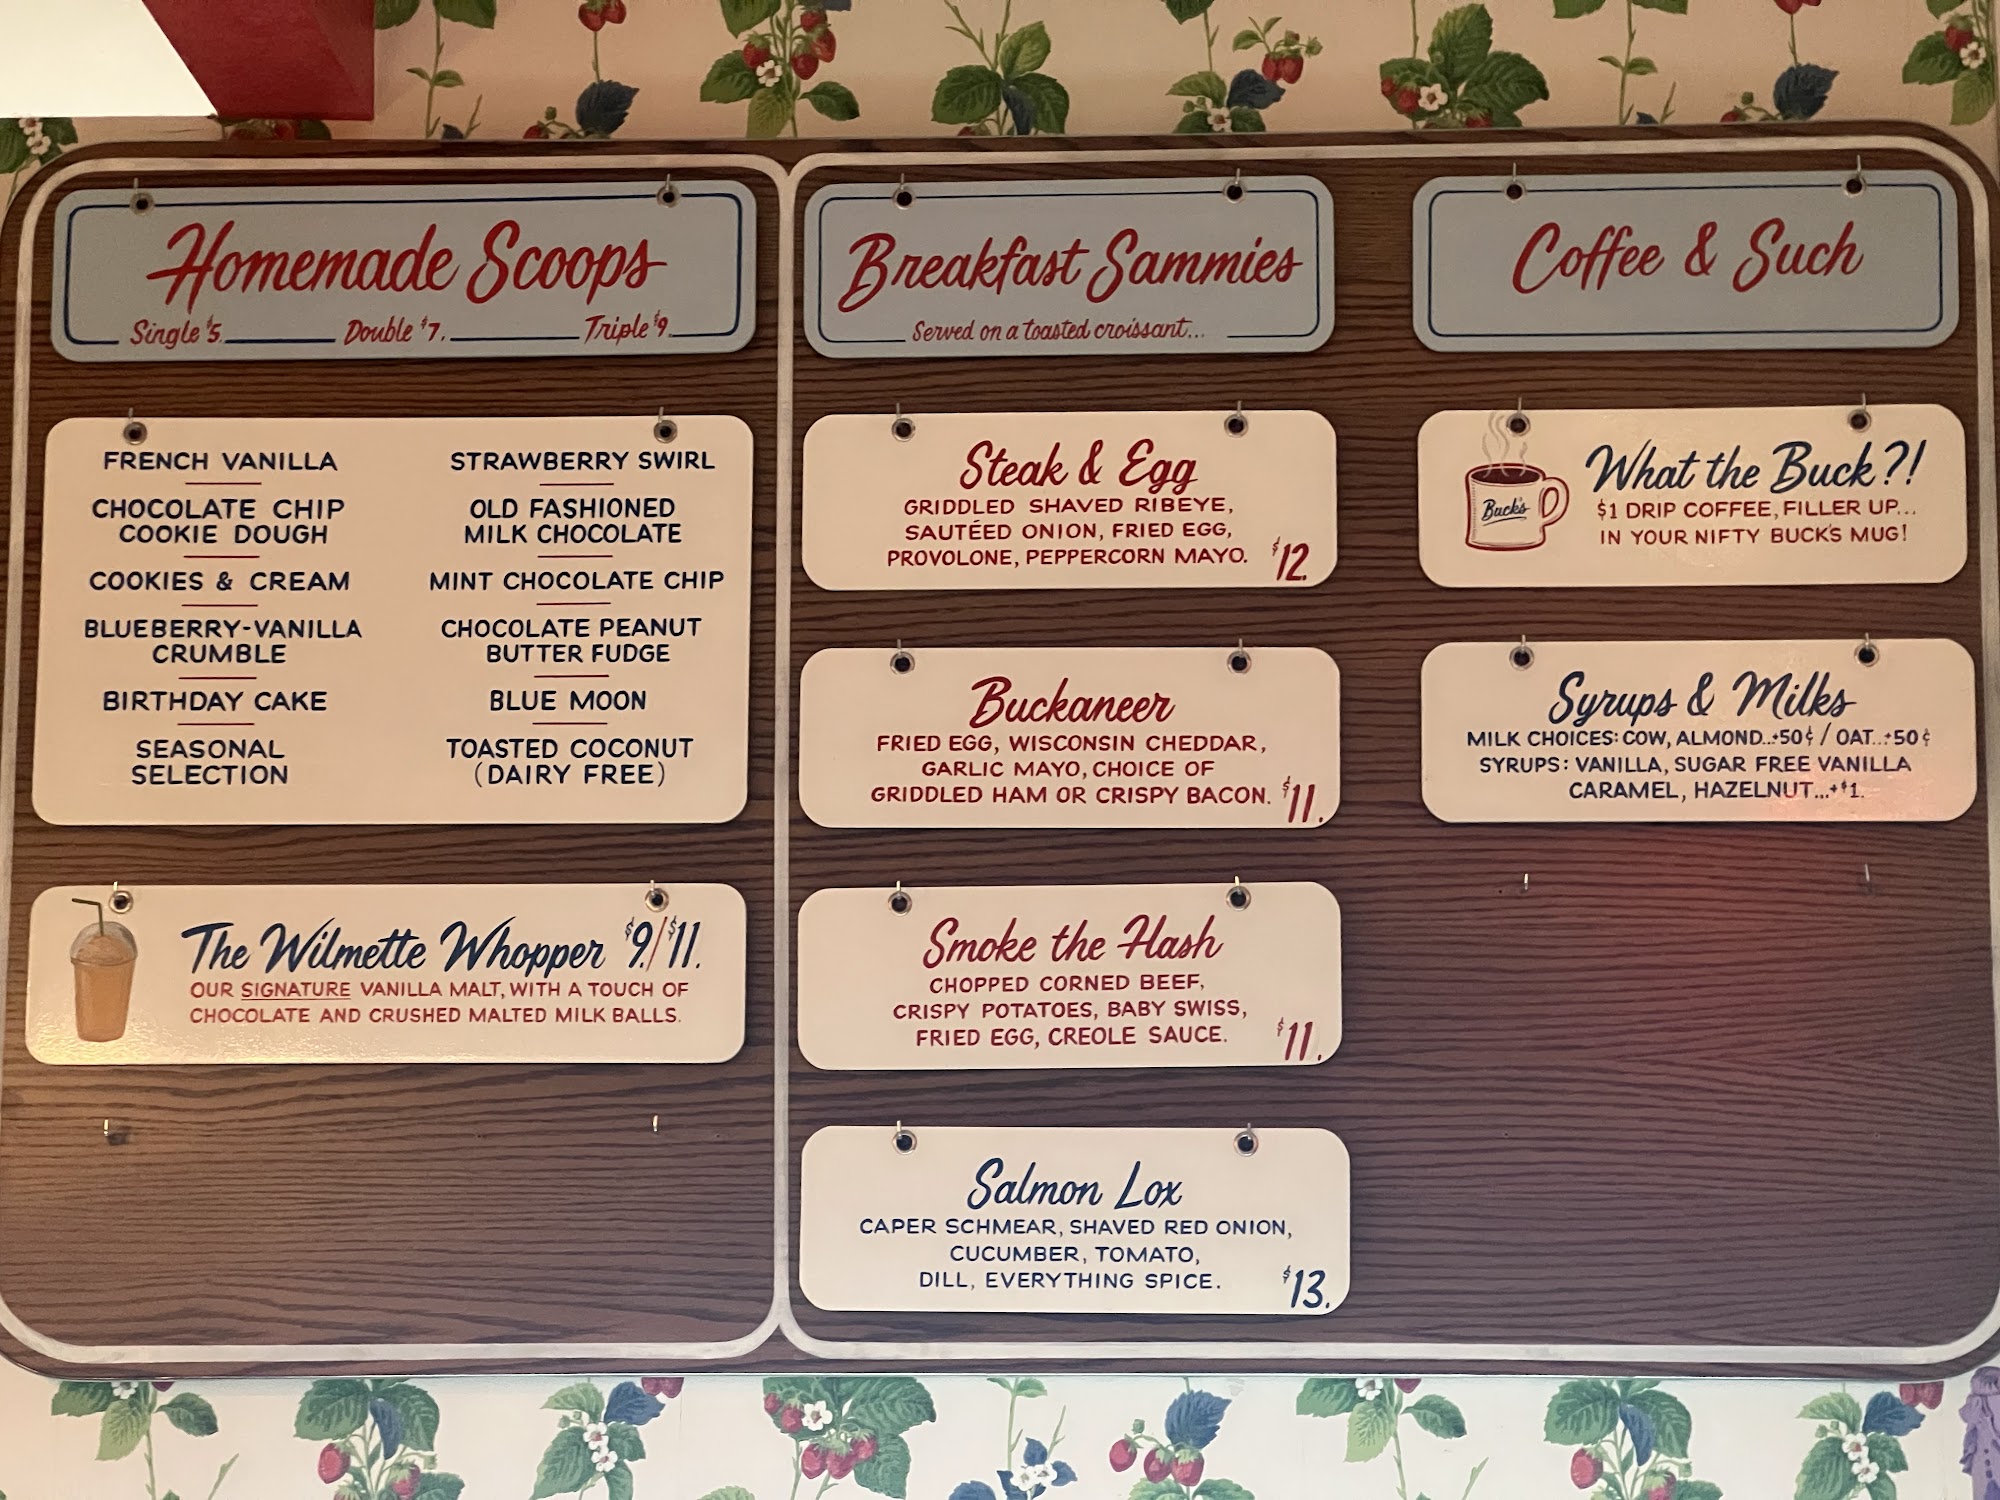 Homemade Scoops
Single $5. Double $7. Triple $9.
FRENCH VANILLA
CHOCOLATE CHIP
COOKIE DOUGH
COOKIES & CREAM
BLUEBERRY-VANILLA
CRUMBLE
BIRTHDAY CAKE
SEASONAL
SELECTION
STRAWBERRY SWIRL
OLD FASHIONED
MILK CHOCOLATE
MINT CHOCOLATE CHIP
CHOCOLATE PEANUT
BUTTER FUDGE
BLUE MOON
TOASTED COCONUT
(DAIRY FREE)
The Wilmette Whopper $9./$11.
OUR SIGNATURE VANILLA MALT, WITH A TOUCH OF
CHOCOLATE AND CRUSHED MALTED MILK BALLS.
Breakfast Sammies
Served on a toasted croissant...
Steak & Egg
GRIDDLED SHAVED RIBEYE,
SAUTÉED ONION, FRIED EGG,
PROVOLONE, PEPPERCORN MAYO. $12.
Buckaneer
FRIED EGG, WISCONSIN CHEDDAR,
GARLIC MAYO, CHOICE OF
GRIDDLED HAM OR CRISPY BACON. $11.
Smoke the Hash
CHOPPED CORNED BEEF,
CRISPY POTATOES, BABY SWISS,
FRIED EGG, CREOLE SAUCE. $11.
Salmon Lox
CAPER SCHMEAR, SHAVED RED ONION,
CUCUMBER, TOMATO,
DILL, EVERYTHING SPICE. $13.
Coffee & Such
Buck's
What the Buck?!
$1 DRIP COFFEE, FILLER UP...
IN YOUR NIFTY BUCK'S MUG!
Syrups & Milks
MILK CHOICES: COW, ALMOND...+50¢ / OAT...+50¢
SYRUPS: VANILLA, SUGAR FREE VANILLA
CARAMEL, HAZELNUT...+$1.